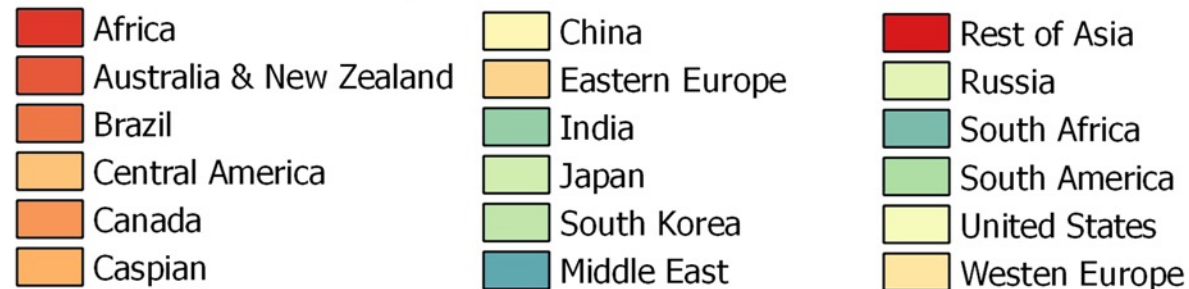 Africa
Australia & New Zealand
Brazil
Central America
Canada
Caspian
China
Eastern Europe
India
Japan
South Korea
Middle East
Rest of Asia
Russia
South Africa
South America
United States
Westen Europe